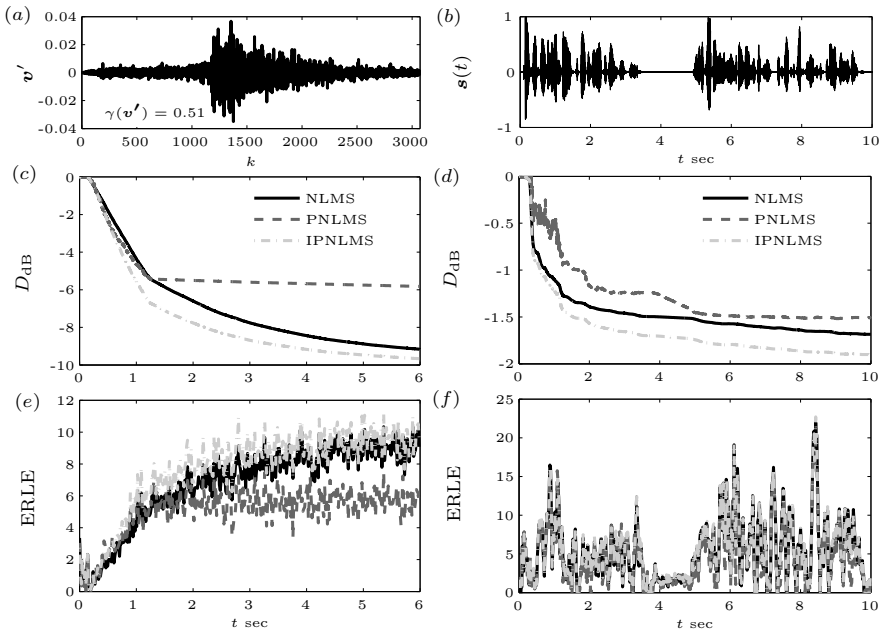 (a)
0.04
0.02
0
-0.02
-0.04
v′
γ(v′) = 0.51
0 500 1000 1500 2000 2500 3000
k
(b)
1
0
-1
s(t)
0 2 4 6 8 10
t sec
(c)
0
-2
-4
-6
-8
-10
D dB
NLMS
PNLMS
IPNLMS
0 1 2 3 4 5 6
(d)
0
-0.5
-1
-1.5
-2
D dB
NLMS
PNLMS
IPNLMS
0 2 4 6 8 10
(e)
12
10
8
6
4
2
0
ERLE
0 1 2 3 4 5 6
t sec
(f)
25
20
15
10
5
0
ERLE
0 2 4 6 8 10
t sec